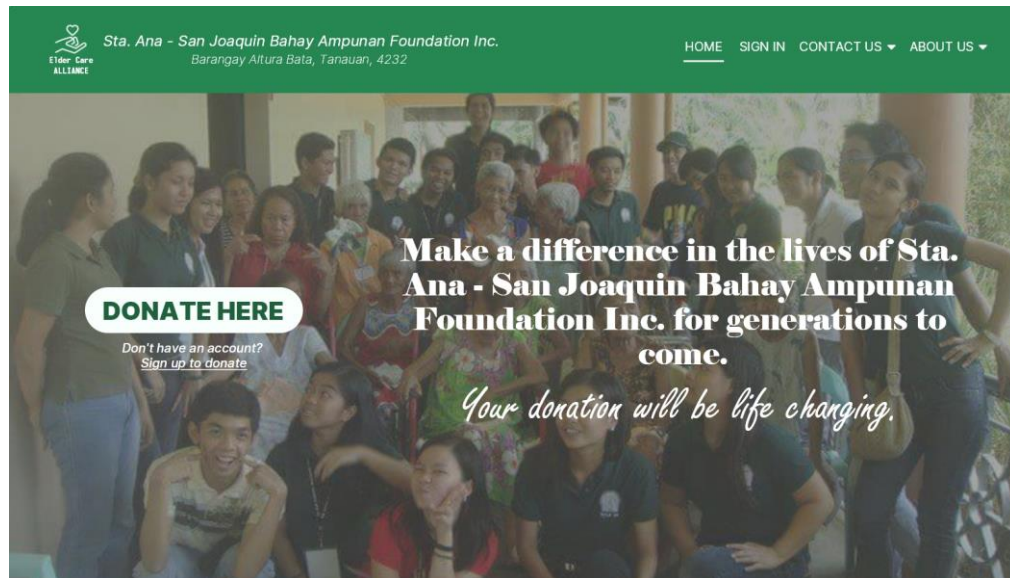 Elder Care
ALLIANCE
Sta. Ana - San Joaquin Bahay Ampunan Foundation Inc.
Barangay Altura Bata, Tanauan, 4232
HOME SIGN IN CONTACT US ABOUT US
Make a difference in the lives of Sta.
Ana - San Joaquin Bahay Ampunan
Foundation Inc. for generations to
come.
Your donation will be life changing.
DONATE HERE
Don't have an account?
Sign up to donate